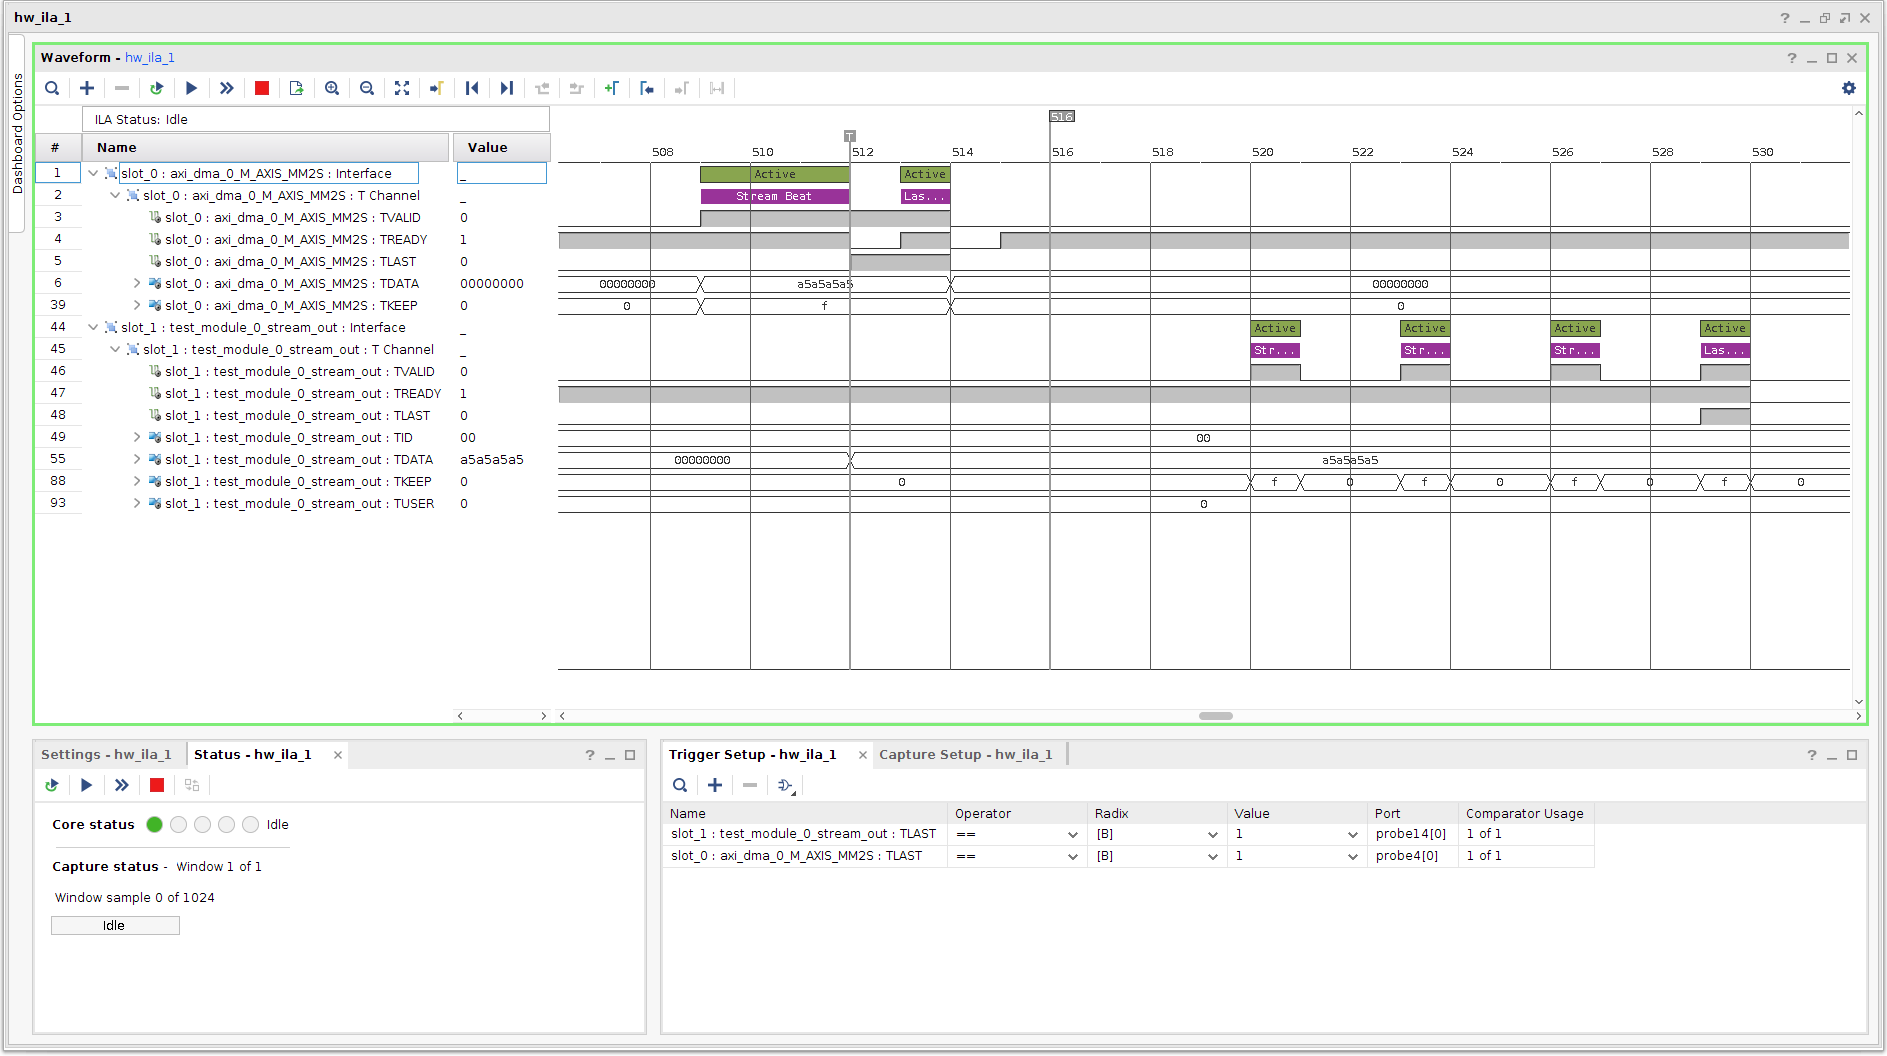 hw_ila_1
Dashboard Options
Waveform - hw_ila_1
ILA Status: Idle
516
T
# Name Value 508 510 512 514 516 518 520 522 524 526 528 530
1 slot_0 : axi_dma_0_M_AXIS_MM2S : Interface _ Active Active
2 slot_0 : axi_dma_0_M_AXIS_MM2S : T Channel _ Stream Beat Las...
3 slot_0 : axi_dma_0_M_AXIS_MM2S : TVALID 0
4 slot_0 : axi_dma_0_M_AXIS_MM2S : TREADY 1
5 slot_0 : axi_dma_0_M_AXIS_MM2S : TLAST 0
6 slot_0 : axi_dma_0_M_AXIS_MM2S : TDATA 00000000 00000000 a5a5a5a5 00000000
39 slot_0 : axi_dma_0_M_AXIS_MM2S : TKEEP 0 0 f 0
44 slot_1 : test_module_0_stream_out : Interface _ Active Active Active Active
45 slot_1 : test_module_0_stream_out : T Channel _ Str... Str... Str... Las...
46 slot_1 : test_module_0_stream_out : TVALID 0
47 slot_1 : test_module_0_stream_out : TREADY 1
48 slot_1 : test_module_0_stream_out : TLAST 0
49 slot_1 : test_module_0_stream_out : TID 00 00
55 slot_1 : test_module_0_stream_out : TDATA a5a5a5a5 00000000 a5a5a5a5
88 slot_1 : test_module_0_stream_out : TKEEP 0 0 f 0 f 0 f 0 f 0
93 slot_1 : test_module_0_stream_out : TUSER 0 0
Settings - hw_ila_1 Status - hw_ila_1
Core status Idle
Capture status - Window 1 of 1
Window sample 0 of 1024
Idle
Trigger Setup - hw_ila_1 Capture Setup - hw_ila_1
Name Operator Radix Value Port Comparator Usage
slot_1 : test_module_0_stream_out : TLAST == [B] 1 probe14[0] 1 of 1
slot_0 : axi_dma_0_M_AXIS_MM2S : TLAST == [B] 1 probe4[0] 1 of 1